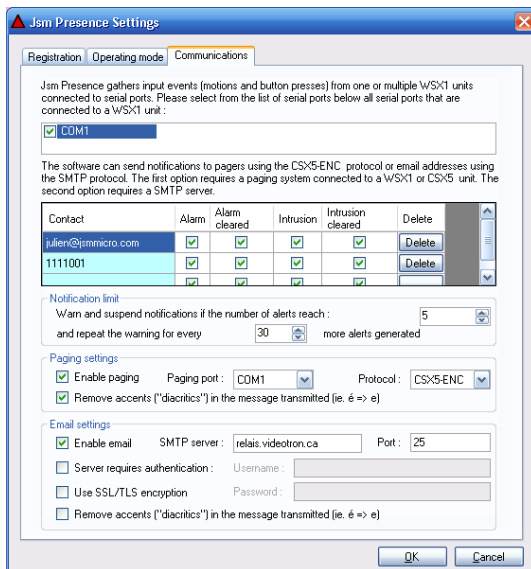 Jsm Presence Settings
Registration Operating mode Communications
Jsm Presence gathers input events (motions and button presses) from one or multiple WSX1 units
connected to serial ports. Please select from the list of serial ports below all serial ports that are
connected to a WSX1 unit :
COM1
The software can send notifications to pagers using the CSX5-ENC protocol or email addresses using
the SMTP protocol. The first option requires a paging system connected to a WSX1 or CSX5 unit. The
second option requires a SMTP server.
Contact Alarm Alarm cleared Intrusion Intrusion cleared Delete
julien@jsmmicro.com Delete
1111001 Delete
Notification limit
Warn and suspend notifications if the number of alerts reach : 5
and repeat the warning for every 30 more alerts generated
Paging settings
Enable paging Paging port : COM1 Protocol : CSX5-ENC
Remove accents ("diacritics") in the message transmitted (ie. é => e)
Email settings
Enable email SMTP server : relais.videotron.ca Port : 25
Server requires authentication : Username :
Use SSL/TLS encryption Password :
Remove accents ("diacritics") in the message transmitted (ie. é => e)
OK Cancel